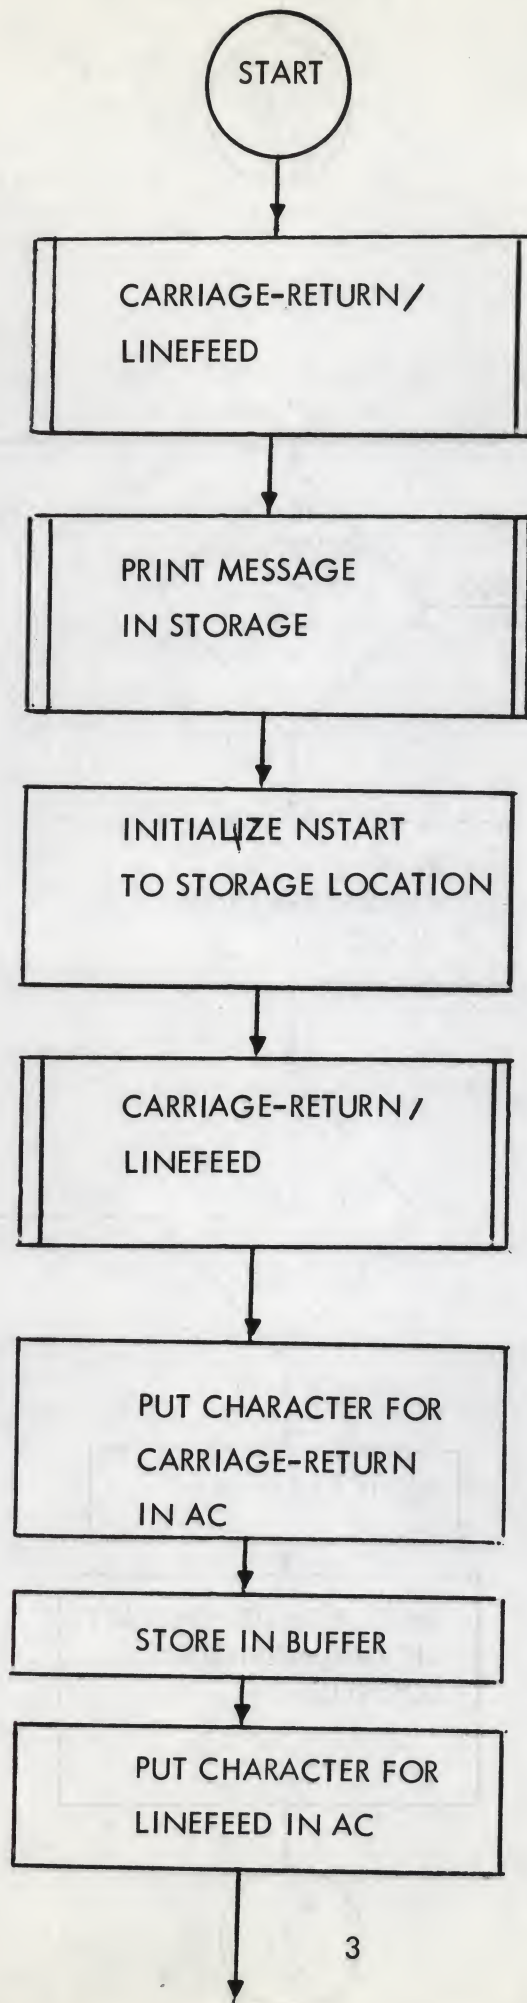 START
CARRIAGE-RETURN/
LINEFEED
PRINT MESSAGE
IN STORAGE
INITIALIZE NSTART
TO STORAGE LOCATION
CARRIAGE-RETURN/
LINEFEED
PUT CHARACTER FOR
CARRIAGE-RETURN
IN AC
STORE IN BUFFER
PUT CHARACTER FOR
LINEFEED IN AC
3